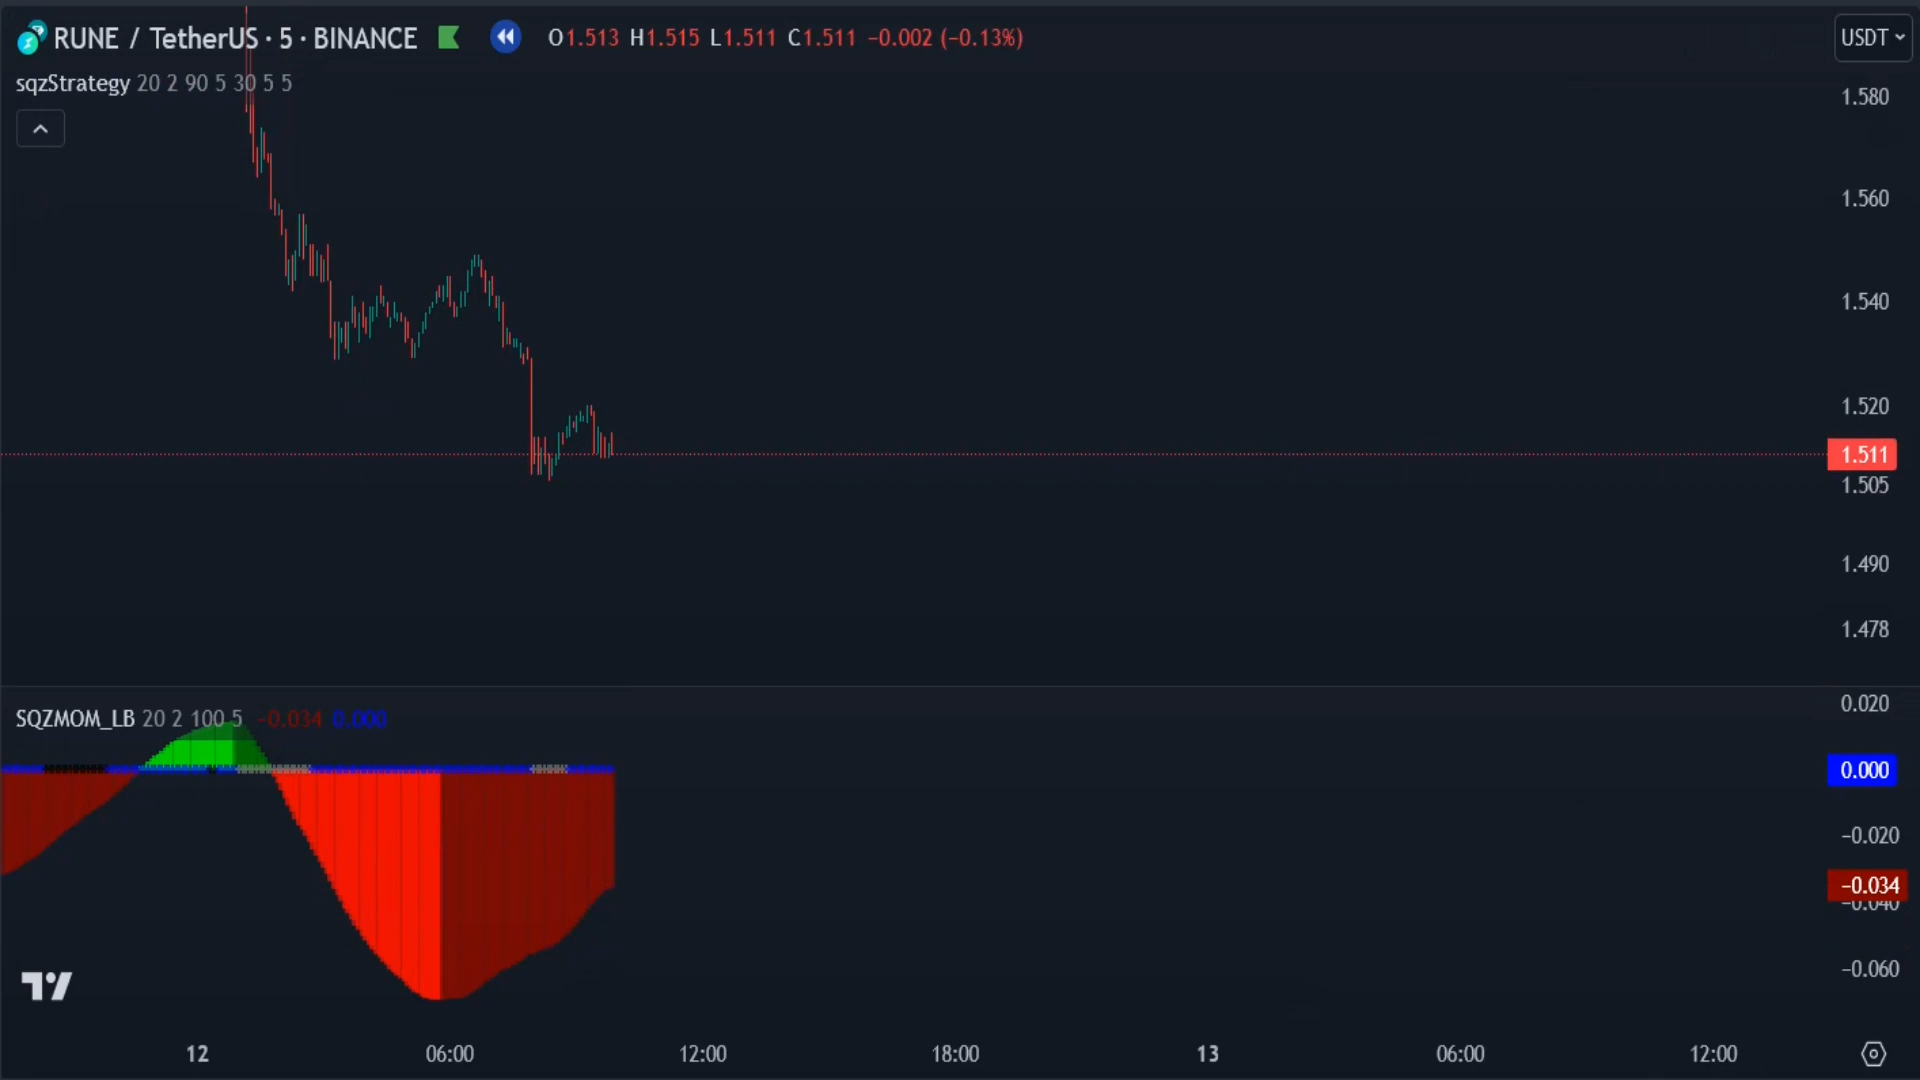 RUNE / TetherUS · 5 · BINANCE O1.513 H1.515 L1.511 C1.511 −0.002 (−0.13%)
USDT
sqzStrategy 20 2 90 5 30 5 5
1.580
1.560
1.540
1.520
1.511
1.505
1.490
1.478
SQZMOM_LB 20 2 100 5 −0.034 0.000
0.020
0.000
−0.020
−0.034
−0.040
−0.060
12 06:00 12:00 18:00 13 06:00 12:00